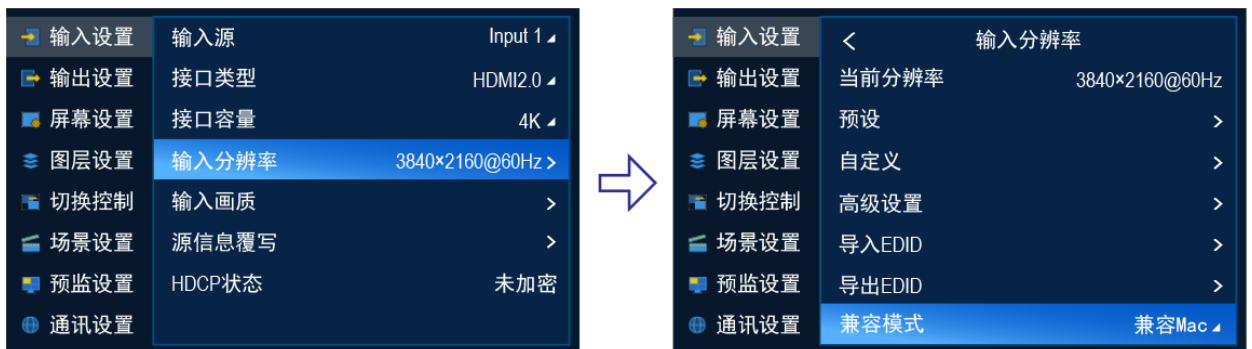 输入设置
输出设置
屏幕设置
图层设置
切换控制
场景设置
预监设置
通讯设置
输入源 Input 1
接口类型 HDMI2.0
接口容量 4K
输入分辨率 3840×2160@60Hz >
输入画质 >
源信息覆写 >
HDCP状态 未加密
输入设置
输出设置
屏幕设置
图层设置
切换控制
场景设置
预监设置
通讯设置
< 输入分辨率
当前分辨率 3840×2160@60Hz
预设 >
自定义 >
高级设置 >
导入EDID >
导出EDID >
兼容模式 兼容Mac